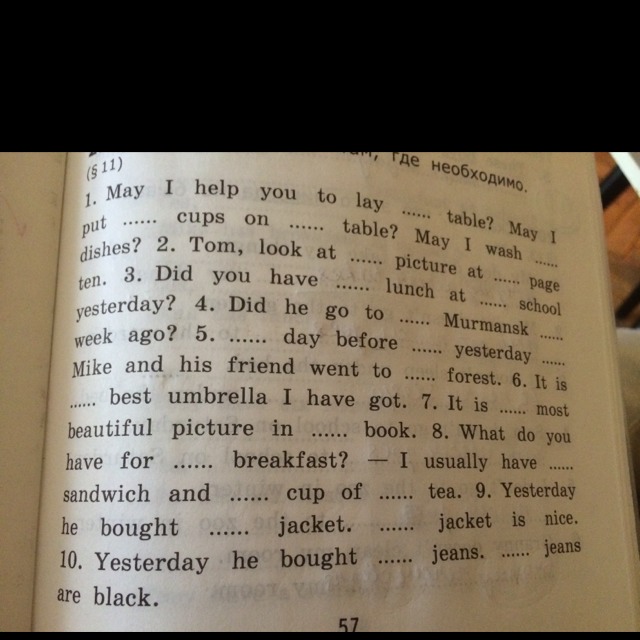 где необходимо.
(§ 11)
1. May I help you to lay ...... table? May I
put ...... cups on ...... table? May I wash ......
dishes? 2. Tom, look at ...... picture at ...... page
ten. 3. Did you have ...... lunch at ...... school
yesterday? 4. Did he go to ...... Murmansk ......
week ago? 5. ...... day before ...... yesterday ......
Mike and his friend went to ...... forest. 6. It is
...... best umbrella I have got. 7. It is ...... most
beautiful picture in ...... book. 8. What do you
have for ...... breakfast? — I usually have ......
sandwich and ...... cup of ...... tea. 9. Yesterday
he bought ...... jacket. ...... jacket is nice.
10. Yesterday he bought ...... jeans. ...... jeans
are black.
57